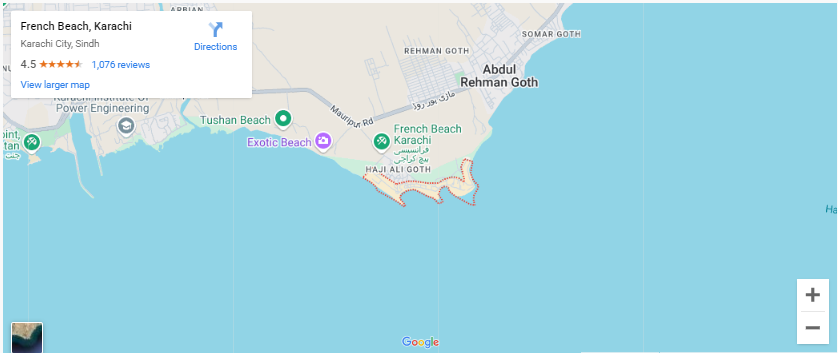 French Beach, Karachi
Karachi City, Sindh
Directions
4.5
1,076 reviews
View larger map
ARBIAN
SOMAR GOTH
REHMAN GOTH
Abdul
Rehman Goth
Karachi Institute Of
Power Engineering
ماڑی پور روڈ
Mauripur Rd
Tushan Beach
Exotic Beach
French Beach
Karachi
فرانسیسی
بیچ کراچی
HAJI ALI GOTH
oint,
tan
Ha
Google